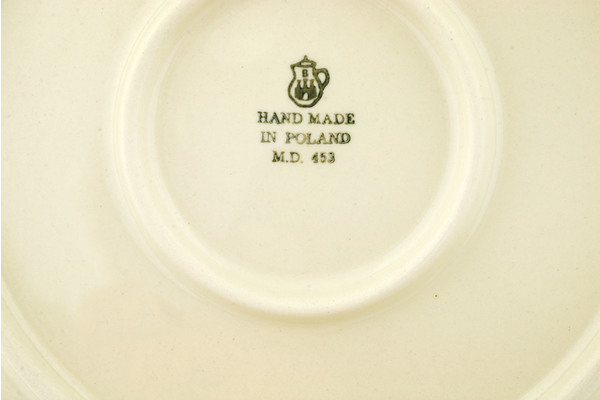 B
HAND MADE
IN POLAND
M.D. 453